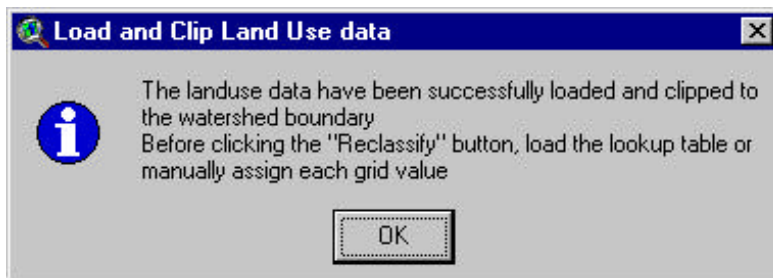 Load and Clip Land Use data
The landuse data have been successfully loaded and clipped to
the watershed boundary
Before clicking the "Reclassify" button, load the lookup table or
manually assign each grid value
OK